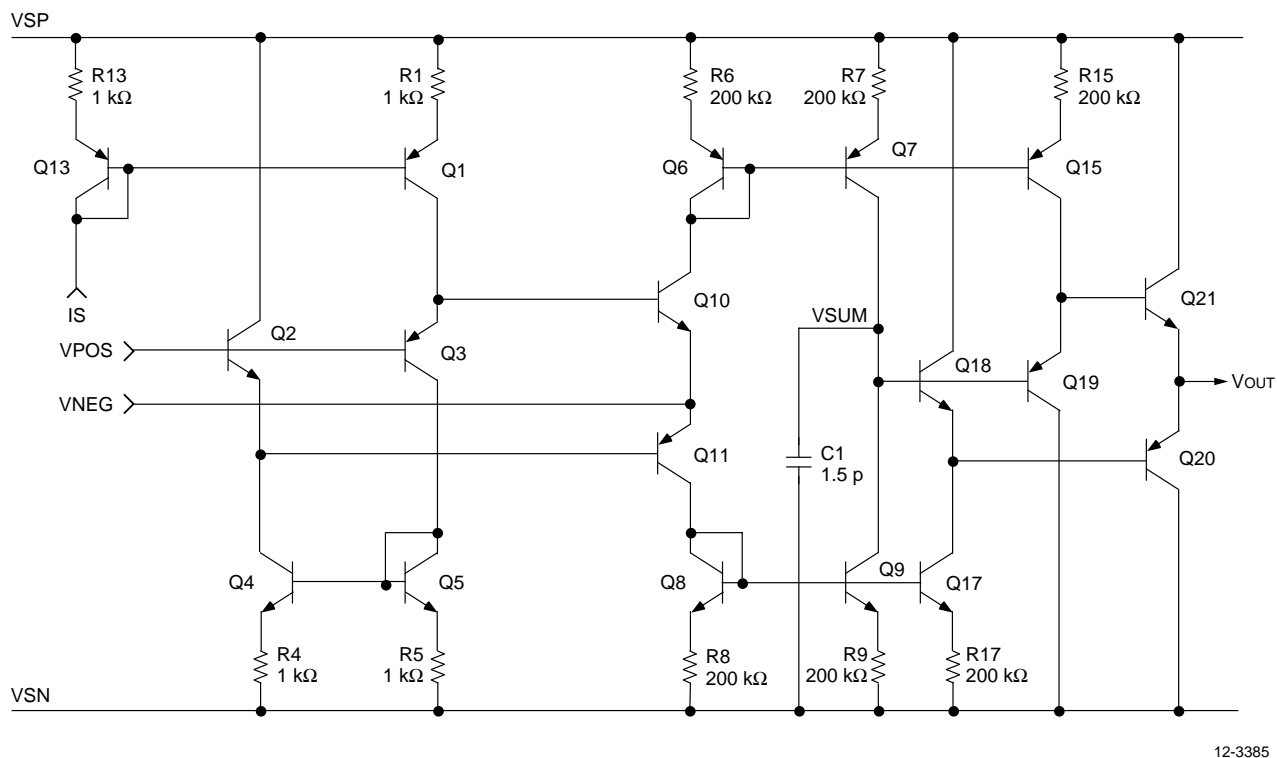 VSP
R13
1 kΩ
R1
1 kΩ
R6
200 kΩ
R7
200 kΩ
R15
200 kΩ
Q13
Q1
Q6
Q7
Q15
IS
Q10
Q21
VSUM
Q2
VPOS
Q3
Q18
Q19
VOUT
VNEG
Q11
C1
1.5 p
Q20
Q4
Q5
Q8
Q9
Q17
R4
1 kΩ
R5
1 kΩ
R8
200 kΩ
R9
200 kΩ
R17
200 kΩ
VSN
12-3385